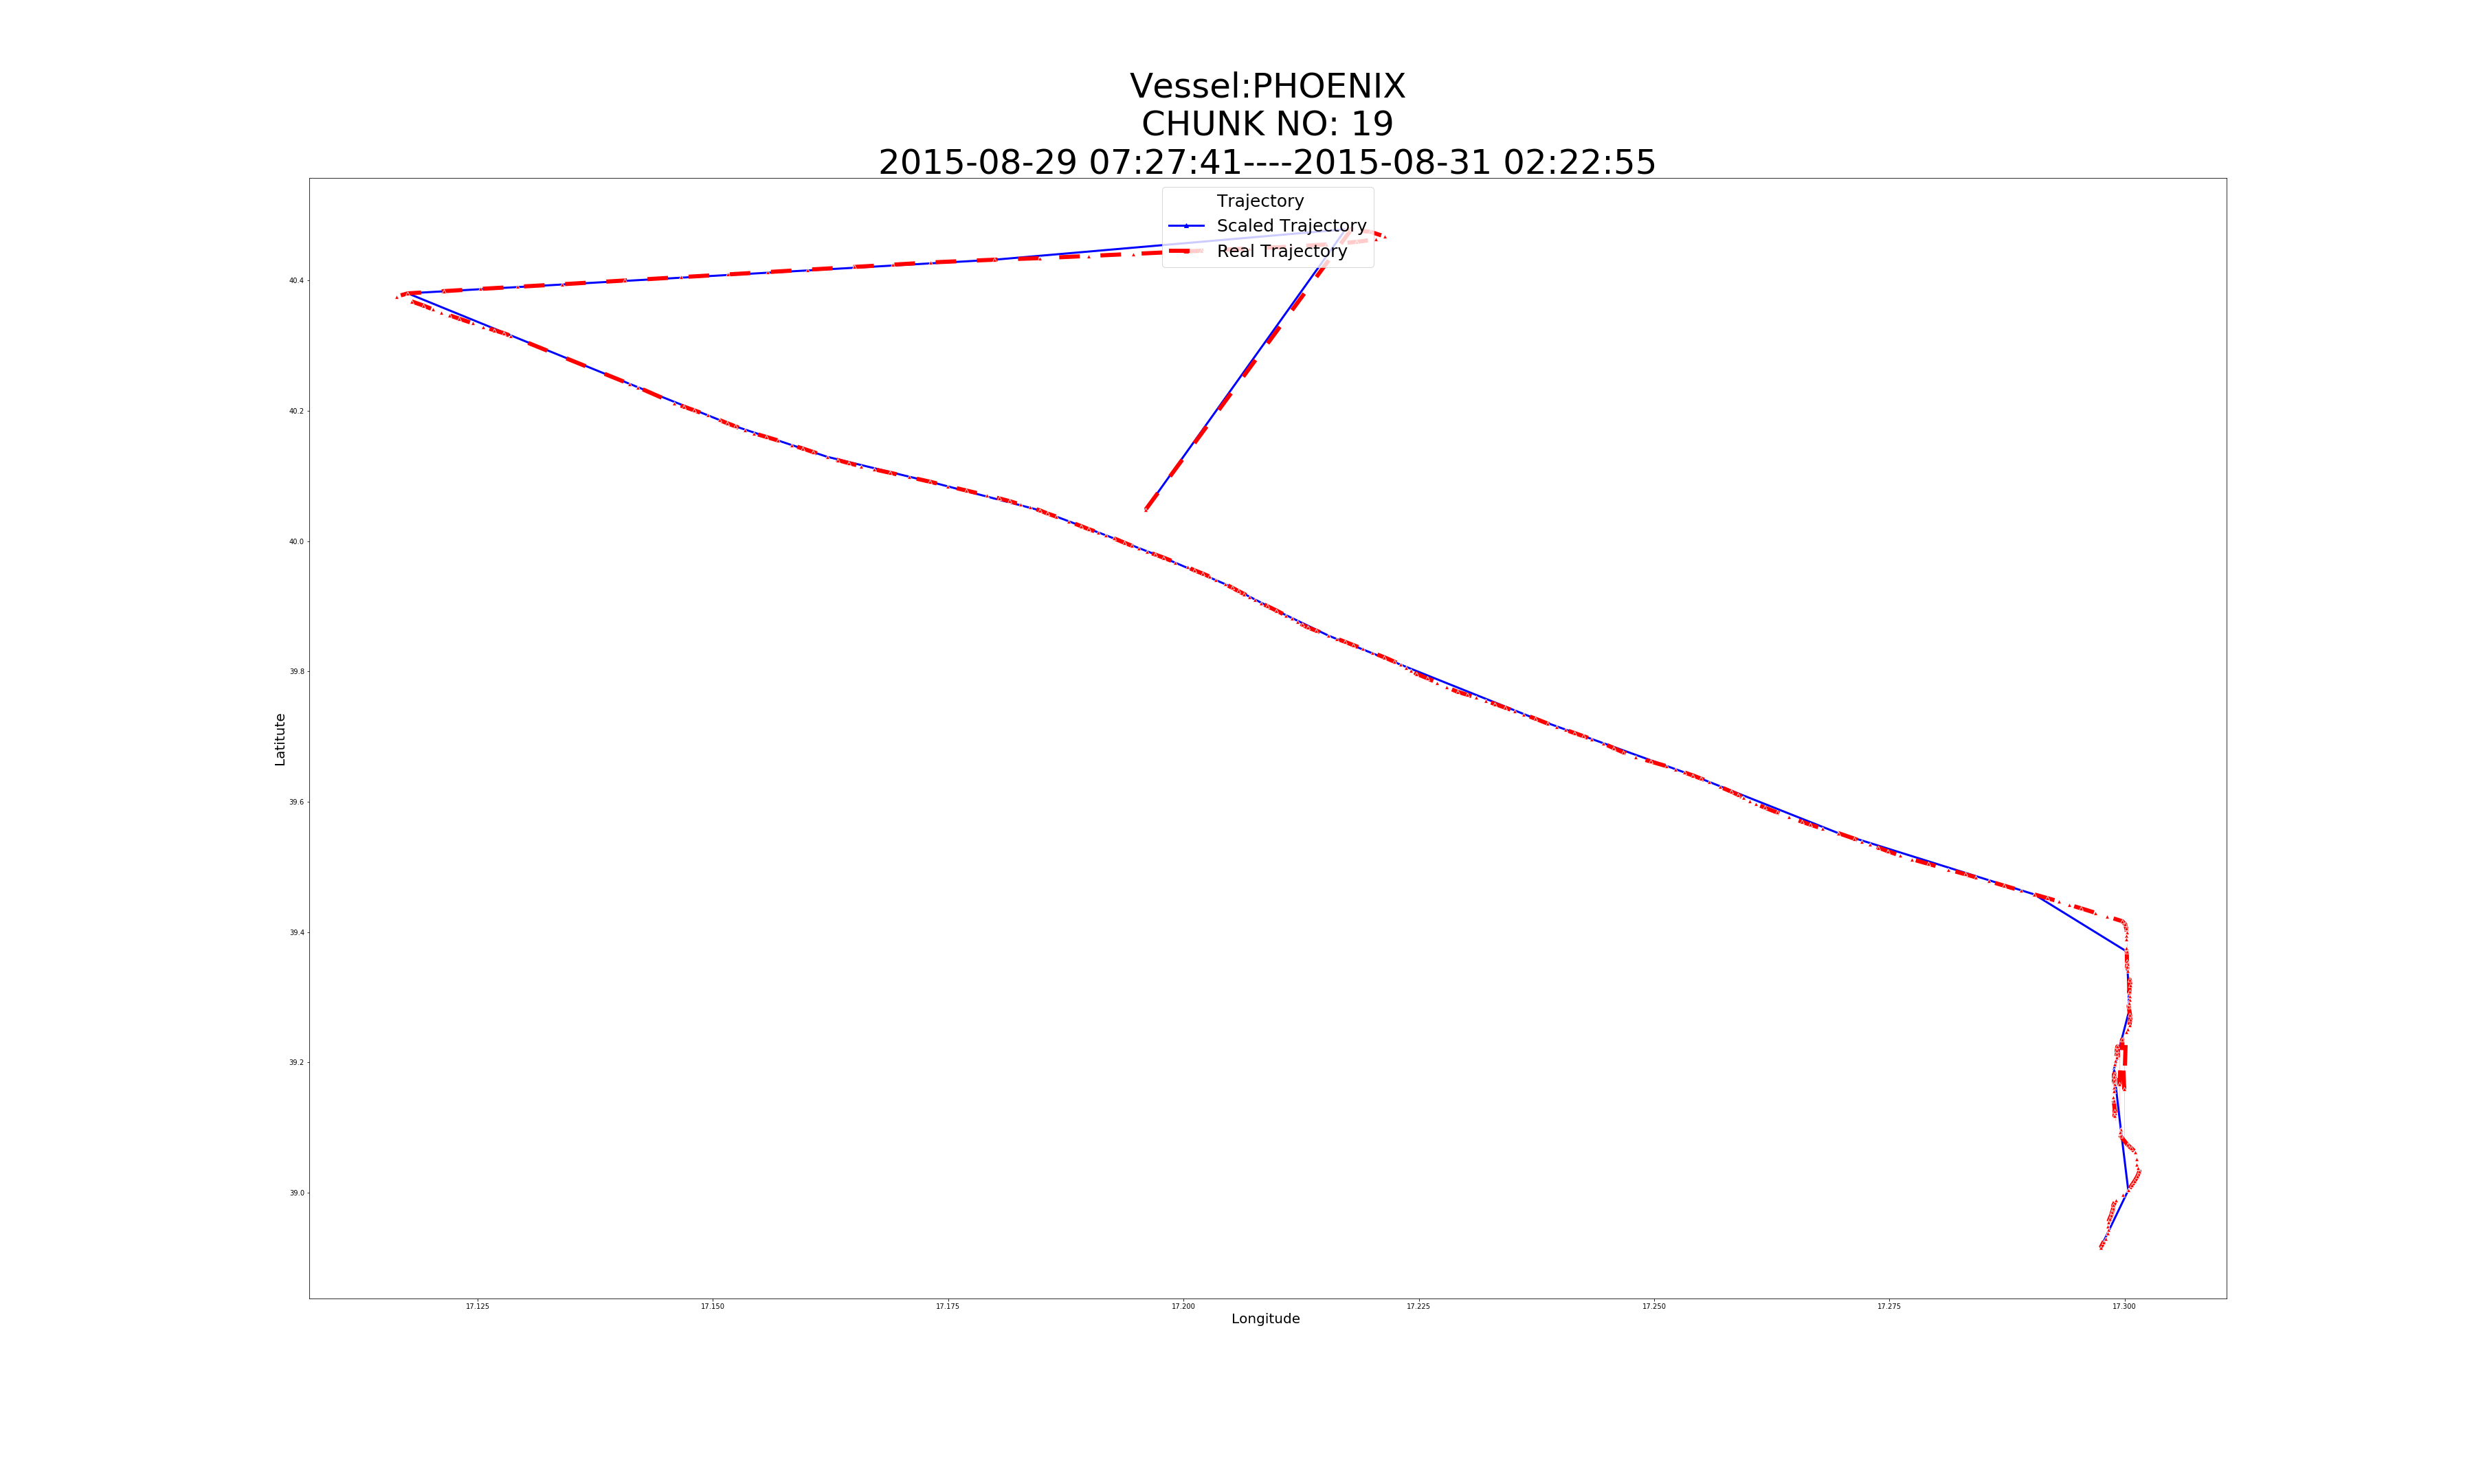 Vessel:PHOENIX
CHUNK NO: 19
2015-08-29 07:27:41----2015-08-31 02:22:55
Trajectory
Scaled Trajectory
Real Trajectory
40.4
40.2
40.0
39.8
39.6
39.4
39.2
39.0
Latitute
17.125
17.150
17.175
17.200
17.225
17.250
17.275
17.300
Longitude